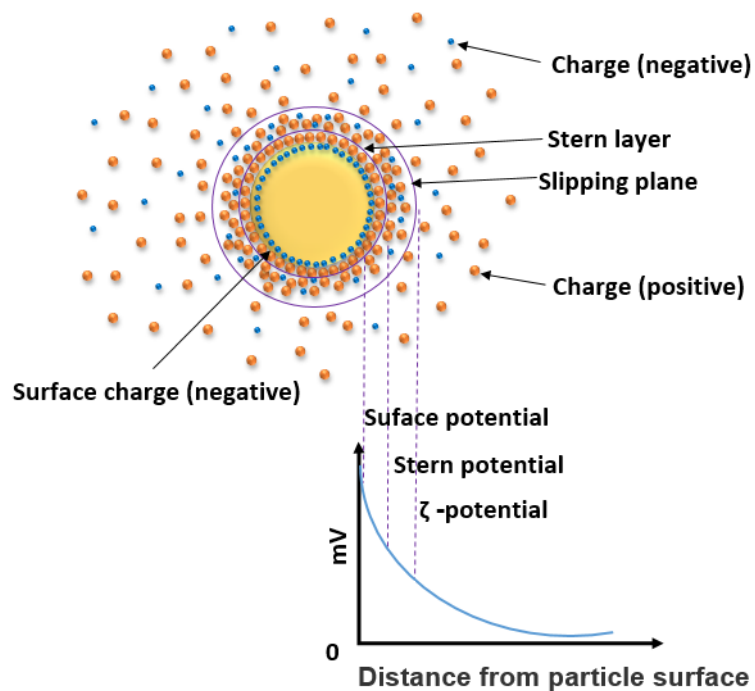 Charge (negative)
Stern layer
Slipping plane
Charge (positive)
Surface charge (negative)
Suface potential
Stern potential
ζ -potential
mV
0
Distance from particle surface